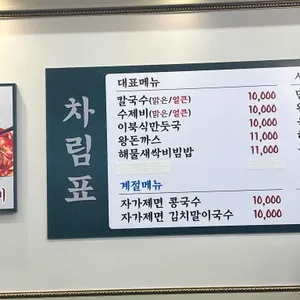 차림표
대표메뉴
칼국수(맑은/얼큰) 10,000
수제비(맑은/얼큰) 10,000
이북식만둣국 10,000
왕돈까스 11,000
해물새싹비빔밥 11,000
계절메뉴
자가제면 콩국수 10,000
자가제면 김치말이국수 10,000